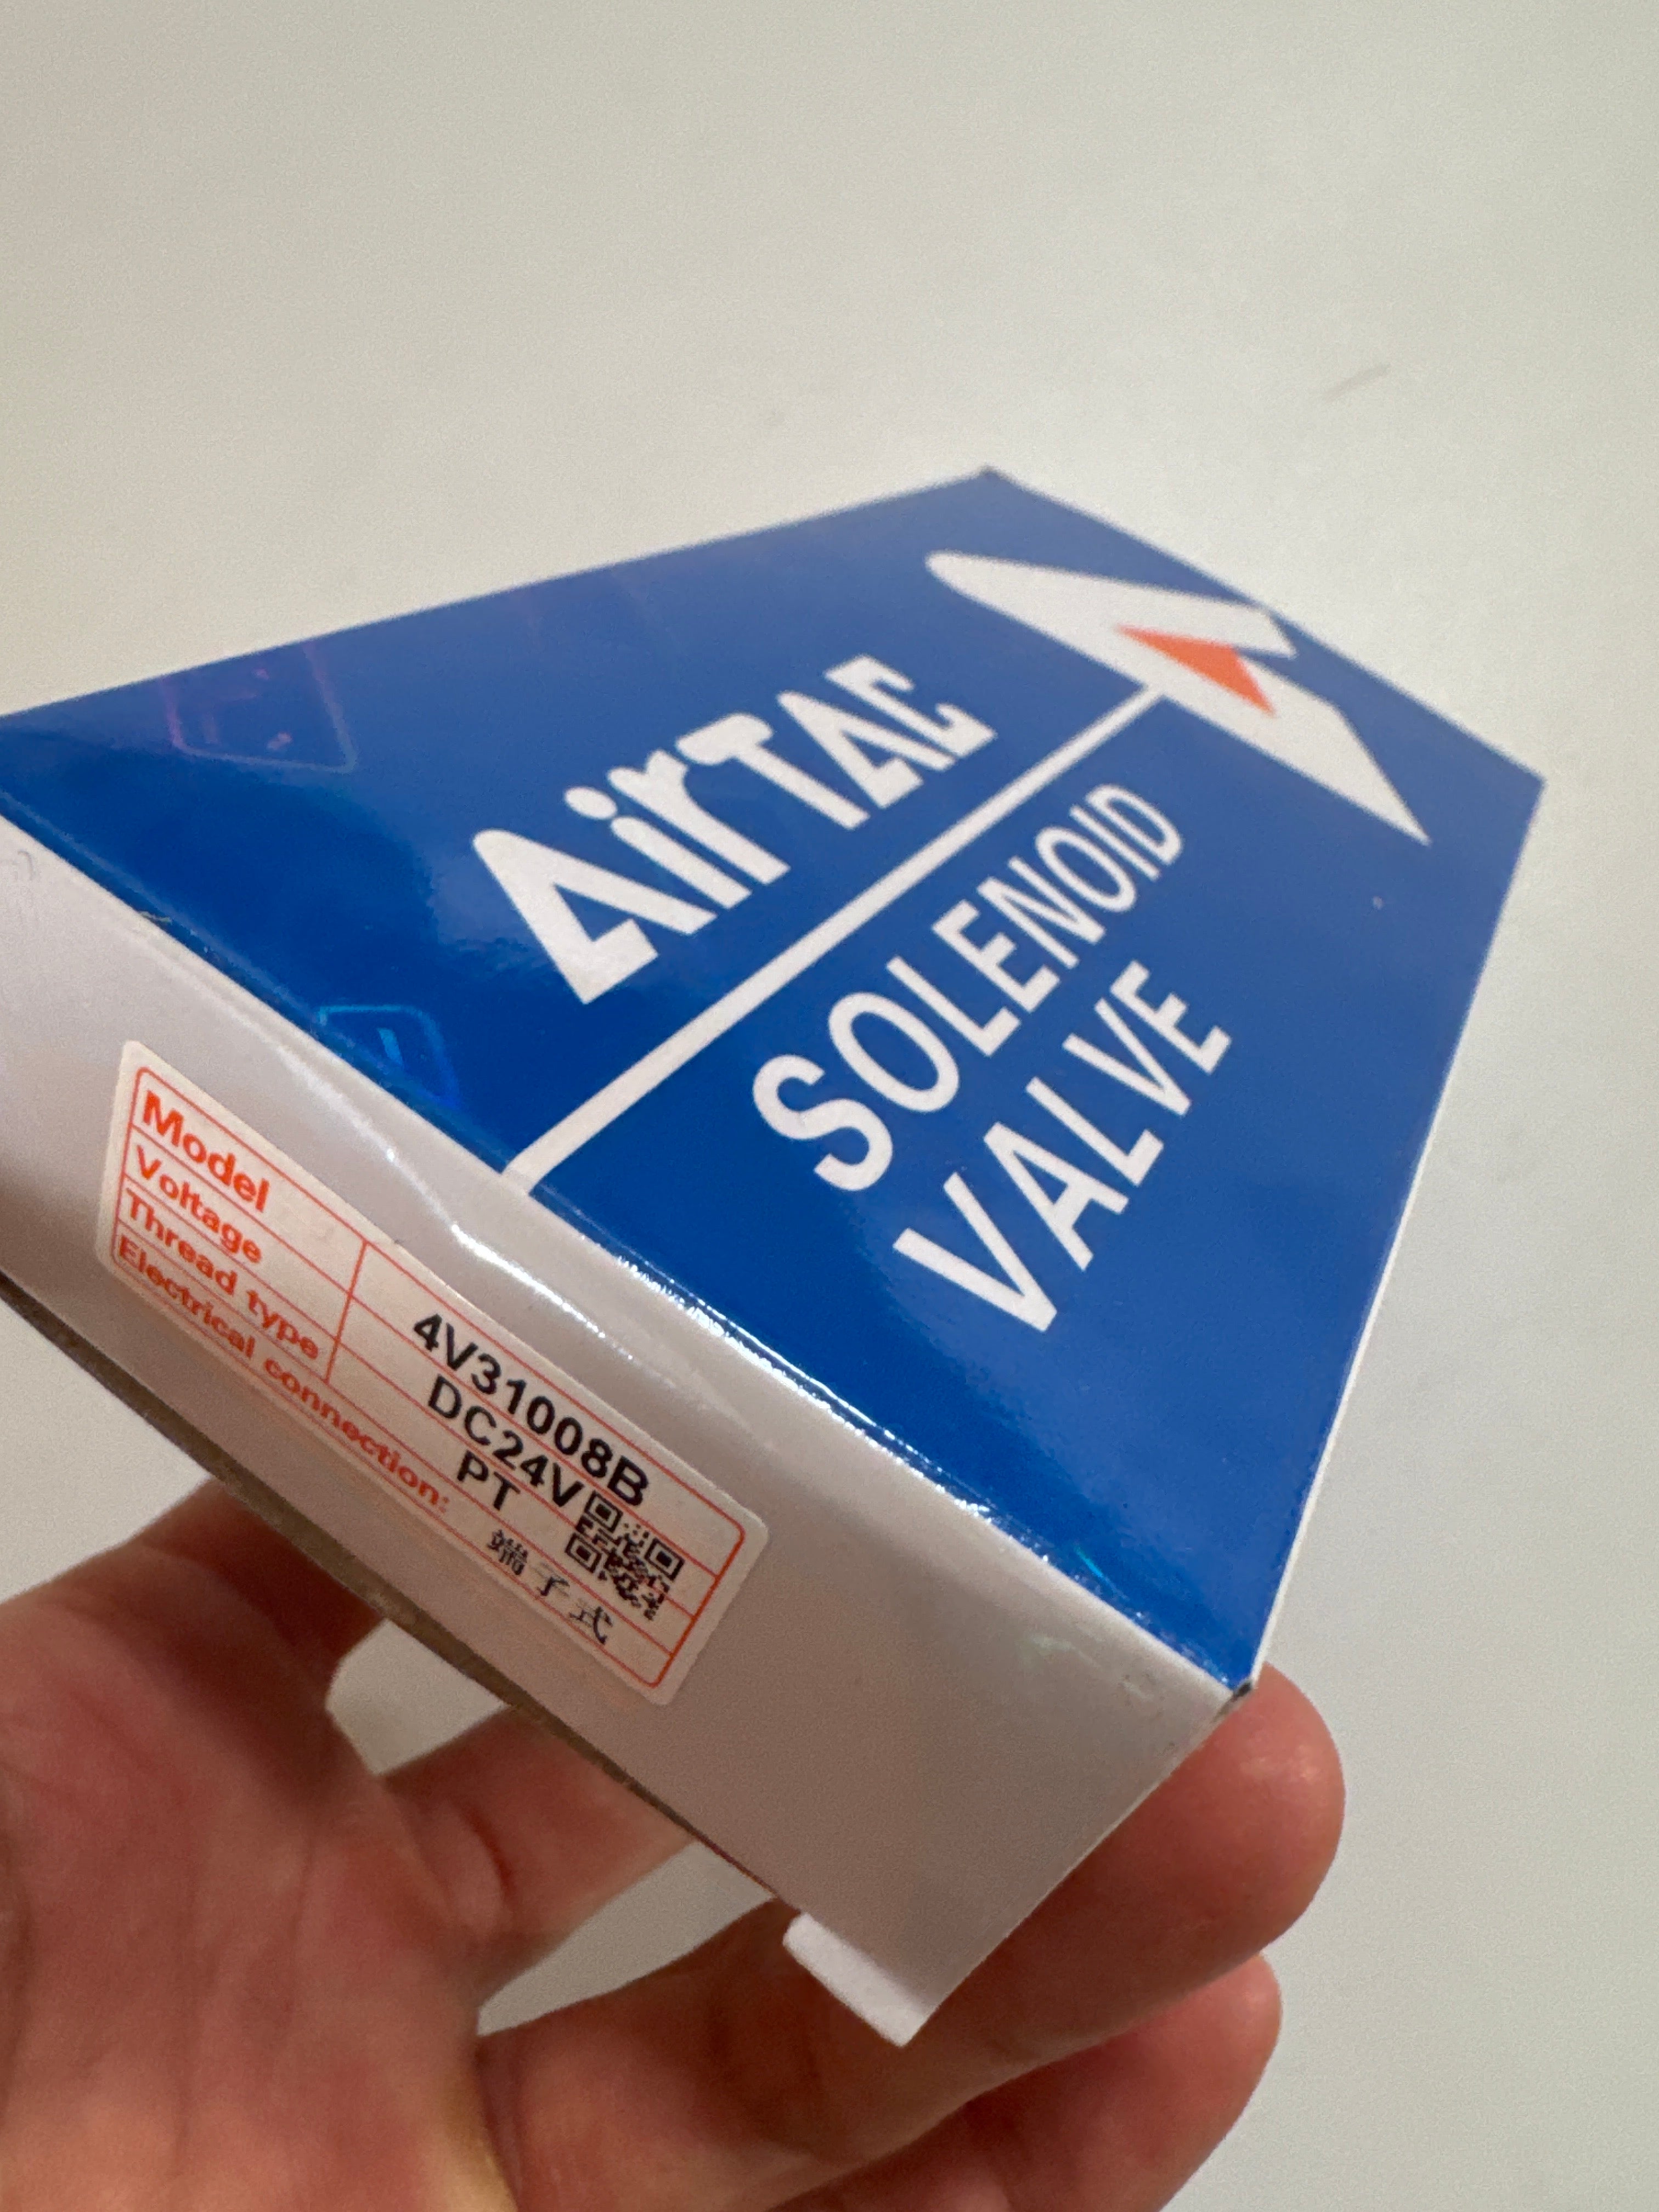 AirTAC
SOLENOID
VALVE
Model 4V31008B
Voltage DC24V
Thread type PT
Electrical connection: 端子式